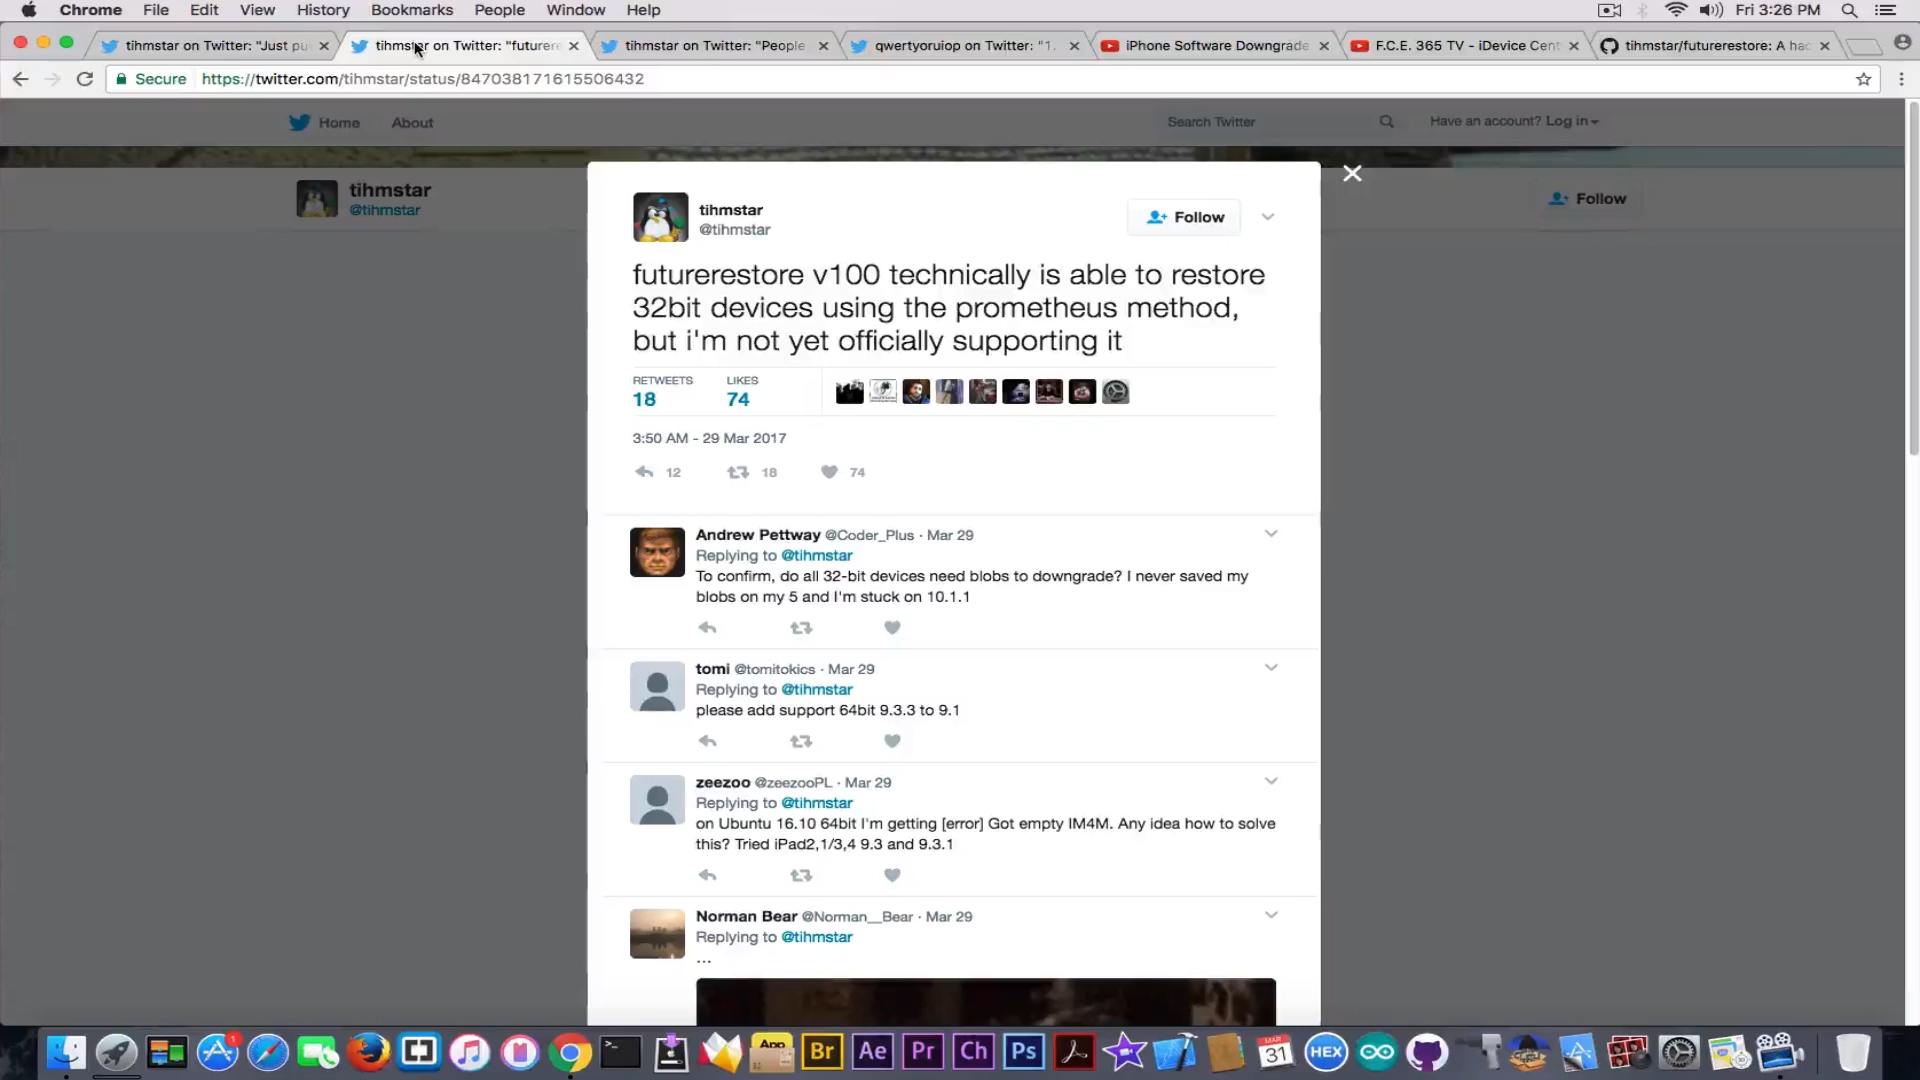 Chrome File Edit View History Bookmarks People Window Help Fri 3:26 PM
tihmstar on Twitter: "Just pu
tihmstar on Twitter: "futurere
tihmstar on Twitter: "People
qwertyoruiop on Twitter: "1.
iPhone Software Downgrade
F.C.E. 365 TV - iDevice Cent
tihmstar/futurerestore: A hac
Secure https://twitter.com/tihmstar/status/847038171615506432
Home About Search Twitter Have an account? Log in
tihmstar
@tihmstar
Follow
tihmstar
@tihmstar
Follow
futurerestore v100 technically is able to restore
32bit devices using the prometheus method,
but i'm not yet officially supporting it
RETWEETS LIKES
18 74
3:50 AM - 29 Mar 2017
12 18 74
Andrew Pettway @Coder_Plus · Mar 29
Replying to @tihmstar
To confirm, do all 32-bit devices need blobs to downgrade? I never saved my
blobs on my 5 and I'm stuck on 10.1.1
tomi @tomitokics · Mar 29
Replying to @tihmstar
please add support 64bit 9.3.3 to 9.1
zeezoo @zeezooPL · Mar 29
Replying to @tihmstar
on Ubuntu 16.10 64bit I'm getting [error] Got empty IM4M. Any idea how to solve
this? Tried iPad2,1/3,4 9.3 and 9.3.1
Norman Bear @Norman__Bear · Mar 29
Replying to @tihmstar
...
1 App Br Ae Pr Ch Ps MAR 31 HEX